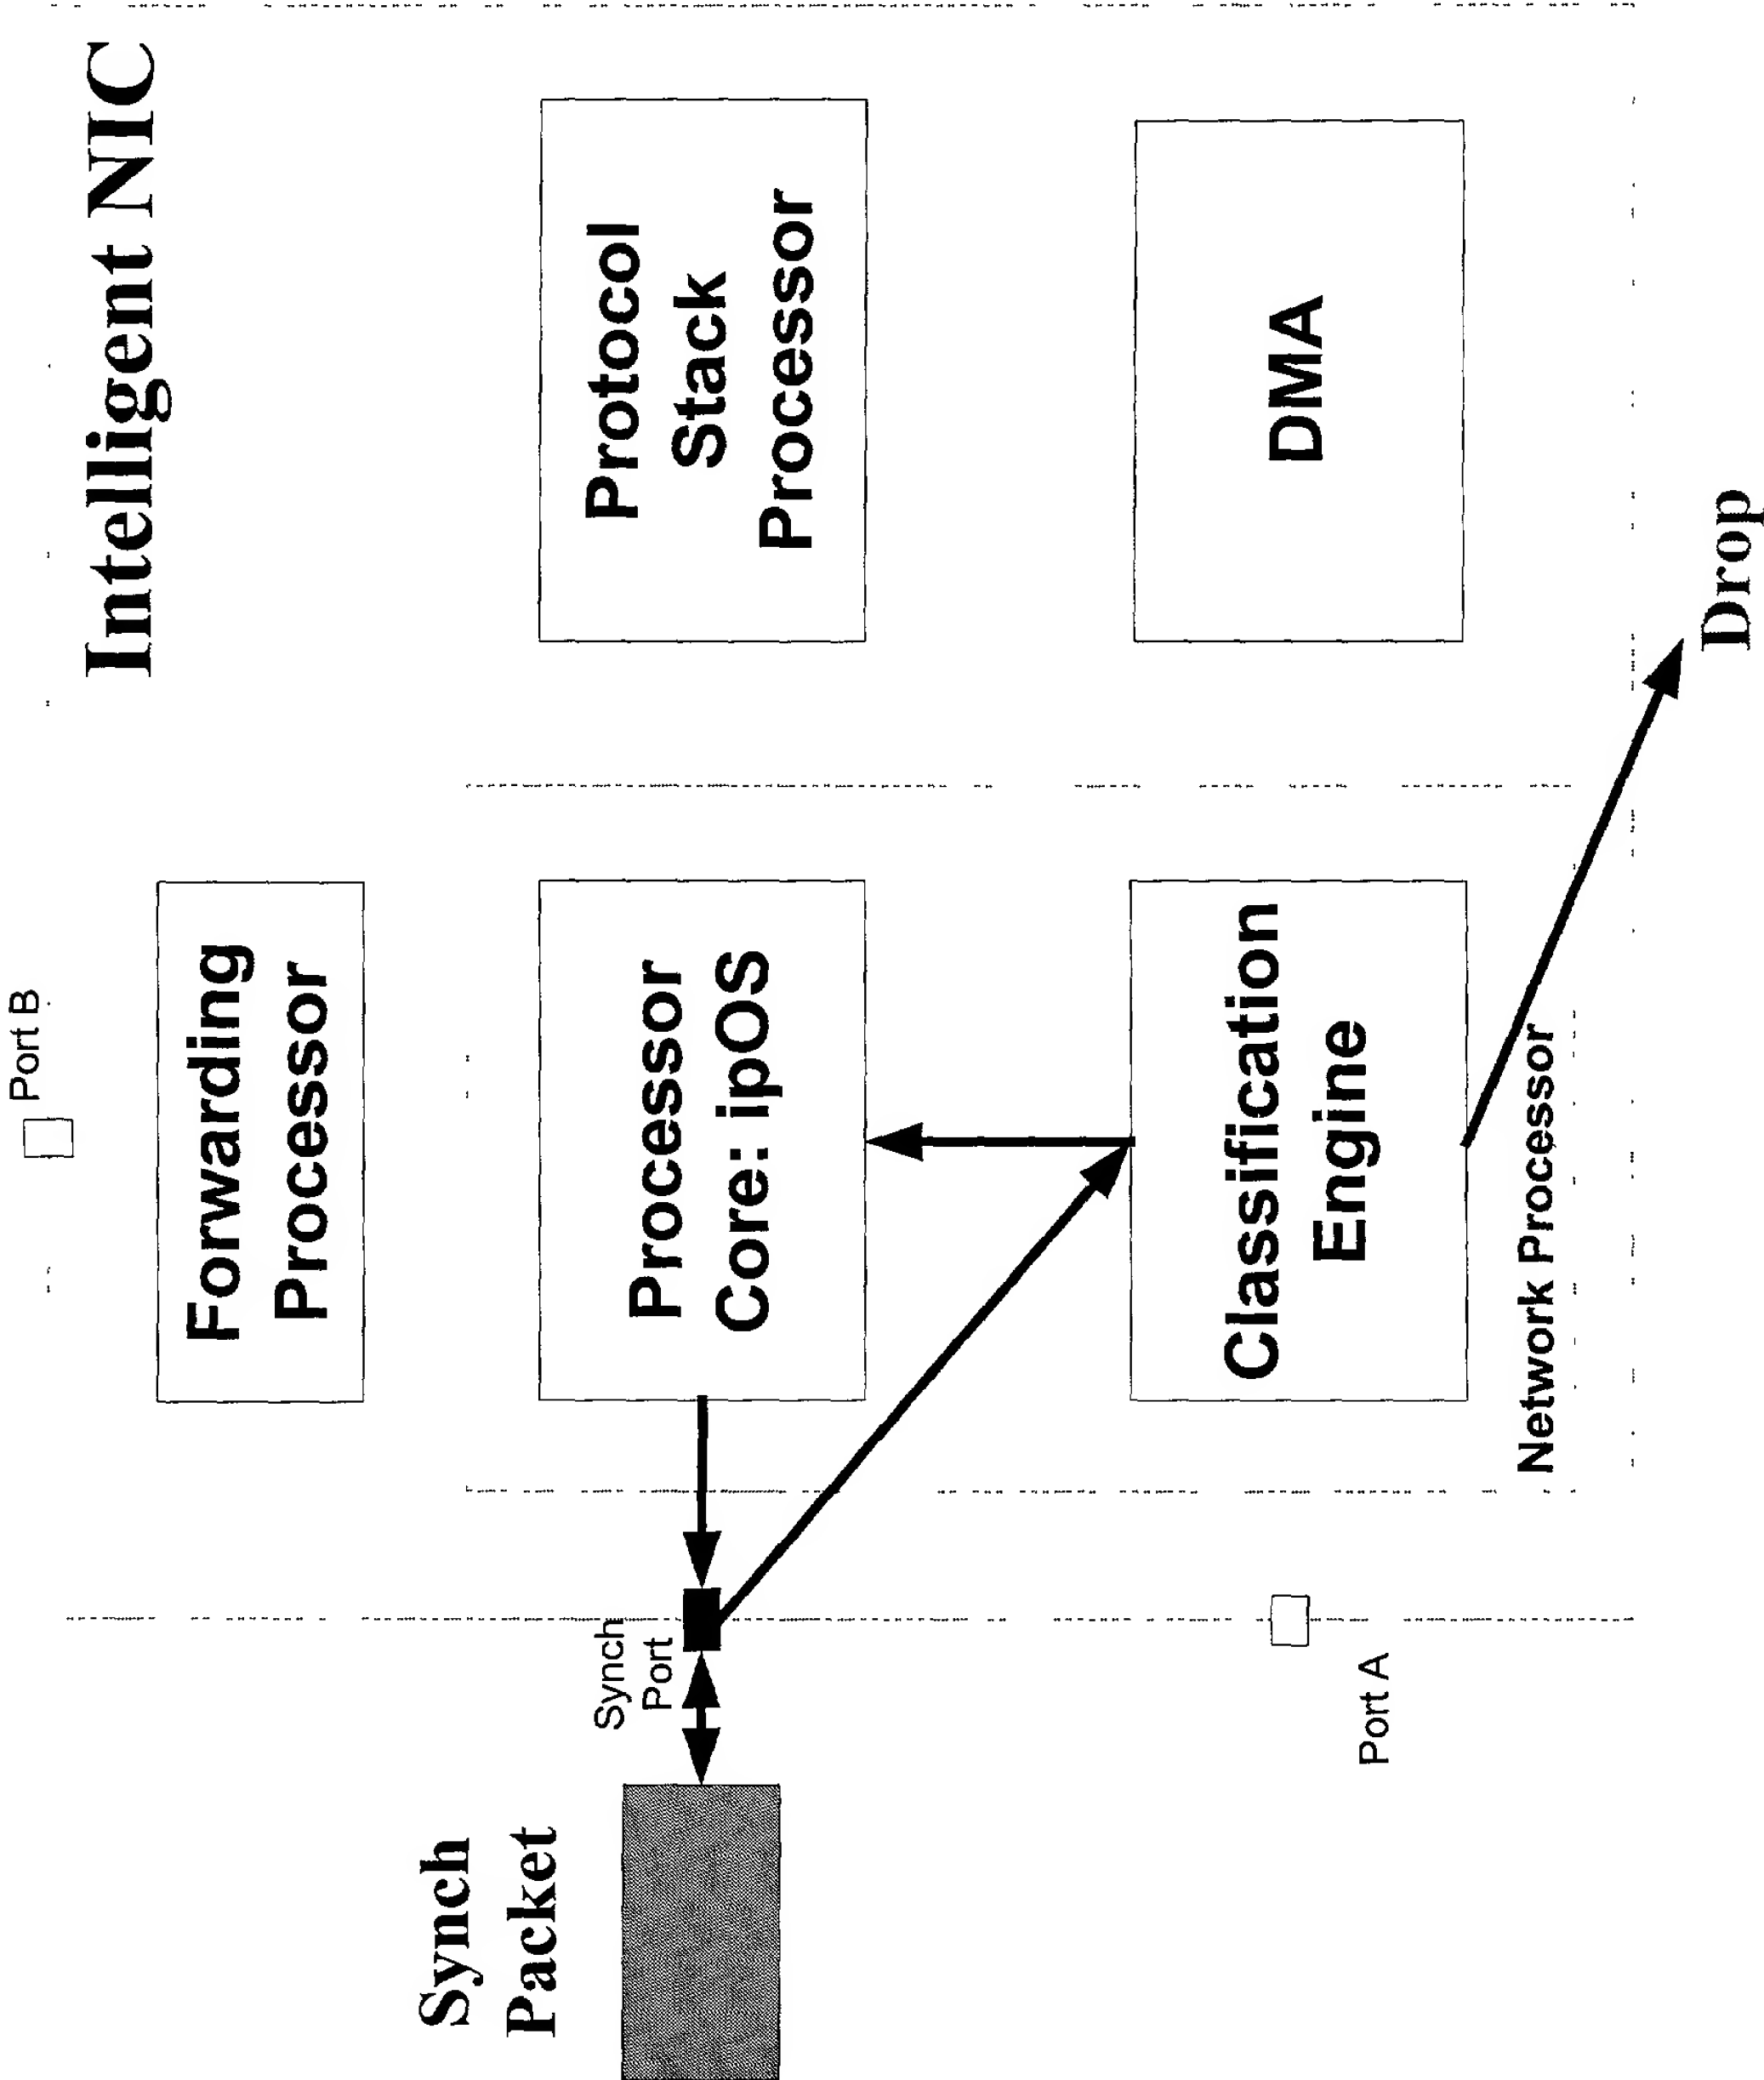 Intelligent NIC
Port B
Forwarding
Processor
Synch
Packet
Synch
Port
Processor
Core: ipOS
Protocol
Stack
Processor
Classification
Engine
DMA
Port A
Network Processor
Drop